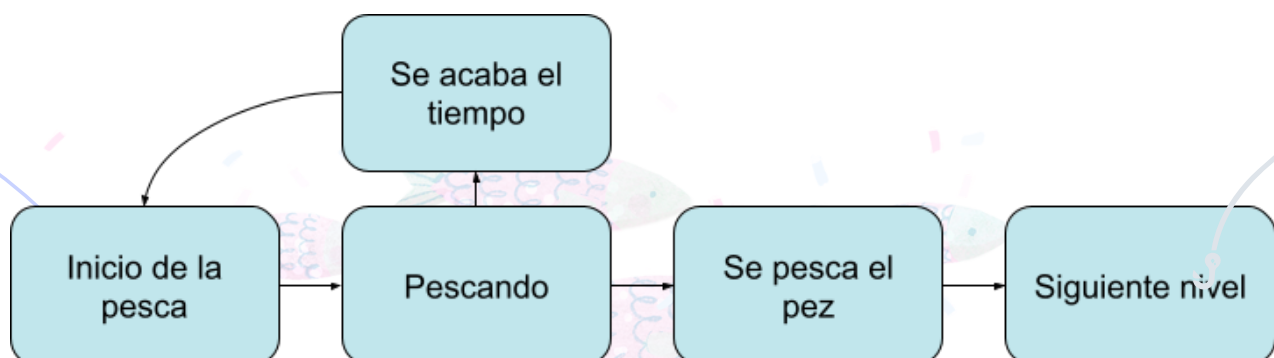 Se acaba el
tiempo
Inicio de la
pesca
Pescando
Se pesca el
pez
Siguiente nivel